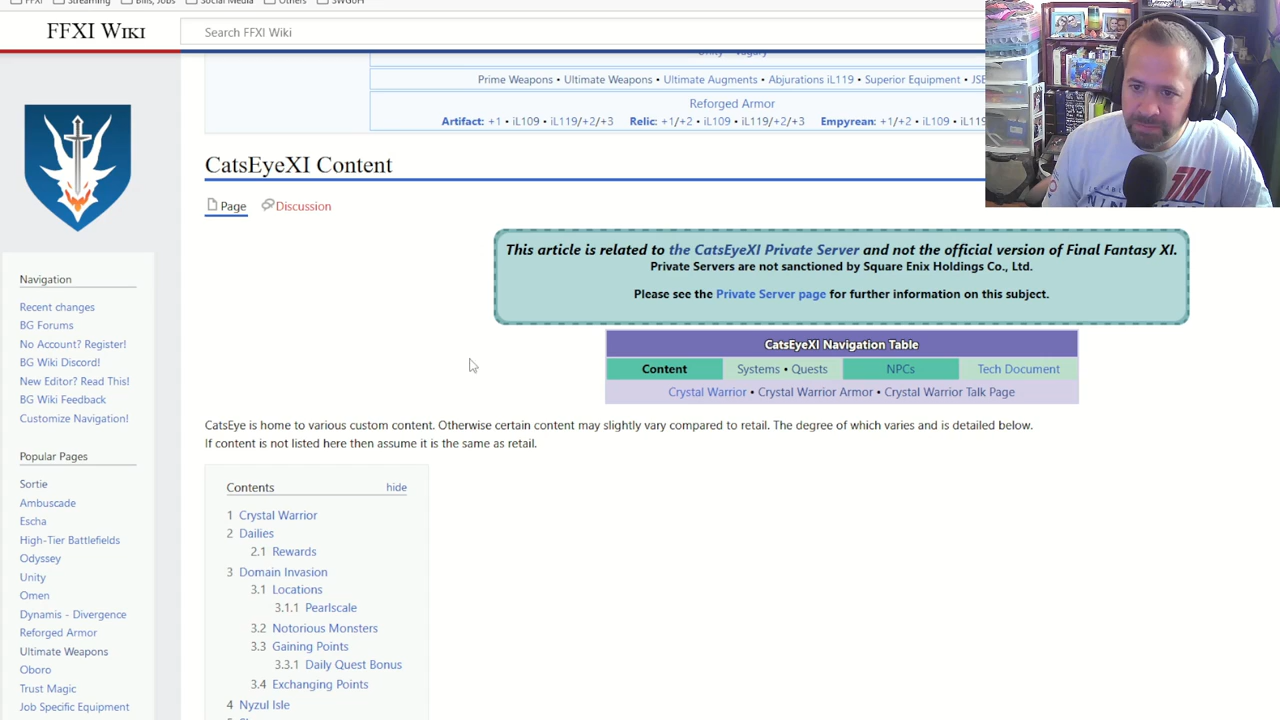 FFXI Streaming Bills, Jobs Social Media Others SWGoH
FFXI Wiki
Search FFXI Wiki
Unity • Vagary
Prime Weapons • Ultimate Weapons • Ultimate Augments • Abjurations iL119 • Superior Equipment • JSE
Reforged Armor
Artifact: +1 • iL109 • iL119/+2/+3 Relic: +1/+2 • iL109 • iL119/+2/+3 Empyrean: +1/+2 • iL109 • iL119
CatsEyeXI Content
Page Discussion
This article is related to the CatsEyeXI Private Server and not the official version of Final Fantasy XI.
Private Servers are not sanctioned by Square Enix Holdings Co., Ltd.
Please see the Private Server page for further information on this subject.
CatsEyeXI Navigation Table
Content Systems • Quests NPCs Tech Document
Crystal Warrior • Crystal Warrior Armor • Crystal Warrior Talk Page
CatsEye is home to various custom content. Otherwise certain content may slightly vary compared to retail. The degree of which varies and is detailed below.
If content is not listed here then assume it is the same as retail.
Contents hide
1 Crystal Warrior
2 Dailies
2.1 Rewards
3 Domain Invasion
3.1 Locations
3.1.1 Pearlscale
3.2 Notorious Monsters
3.3 Gaining Points
3.3.1 Daily Quest Bonus
3.4 Exchanging Points
4 Nyzul Isle
Navigation
Recent changes
BG Forums
No Account? Register!
BG Wiki Discord!
New Editor? Read This!
BG Wiki Feedback
Customize Navigation!
Popular Pages
Sortie
Ambuscade
Escha
High-Tier Battlefields
Odyssey
Unity
Omen
Dynamis - Divergence
Reforged Armor
Ultimate Weapons
Oboro
Trust Magic
Job Specific Equipment